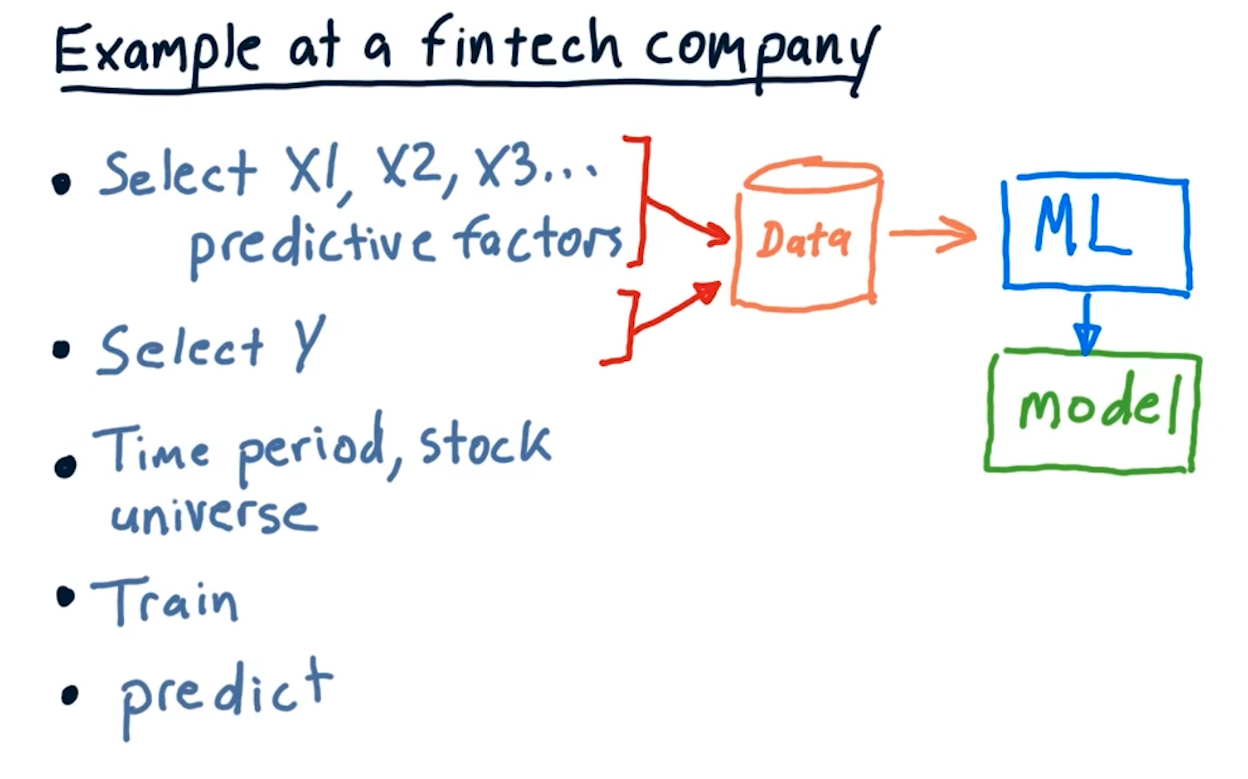 Example at a fintech company
• Select X1, X2, X3...
predictive factors
• Select Y
• Time period, stock
universe
• Train
• predict
Data
ML
model